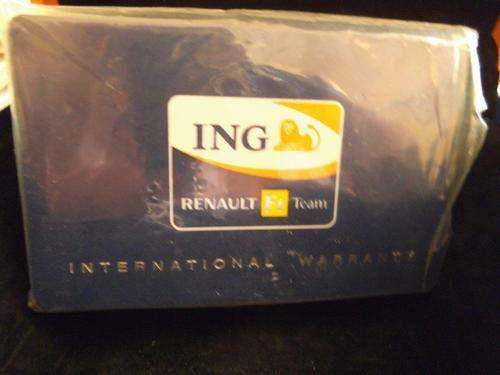 ING
RENAULT F1 Team
INTERNATIONAL WARRANTY